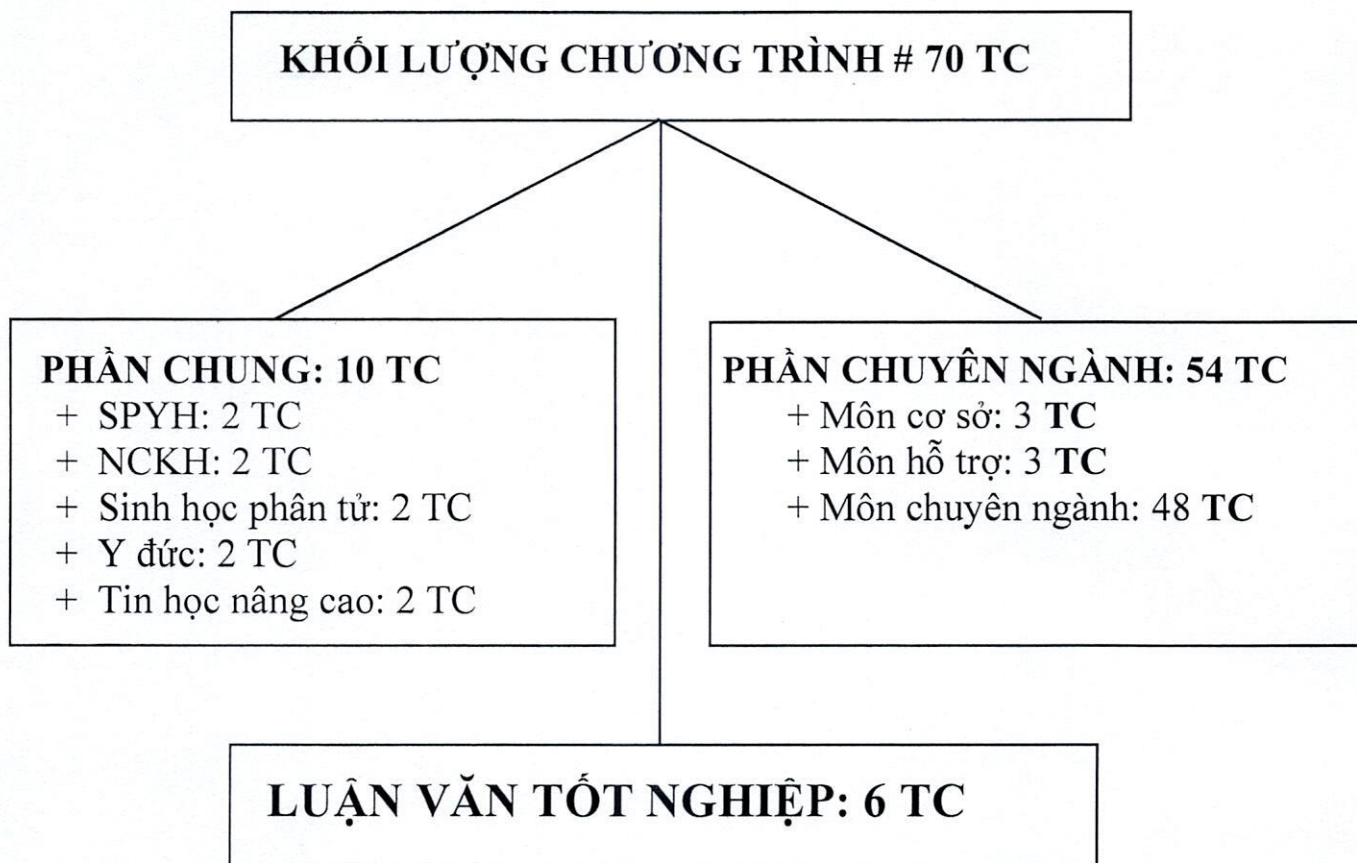 KHỐI LƯỢNG CHƯƠNG TRÌNH # 70 TC
PHẦN CHUNG: 10 TC
+ SPYH: 2 TC
+ NCKH: 2 TC
+ Sinh học phân tử: 2 TC
+ Y đức: 2 TC
+ Tin học nâng cao: 2 TC
PHẦN CHUYÊN NGÀNH: 54 TC
+ Môn cơ sở: 3 TC
+ Môn hỗ trợ: 3 TC
+ Môn chuyên ngành: 48 TC
LUẬN VĂN TỐT NGHIỆP: 6 TC